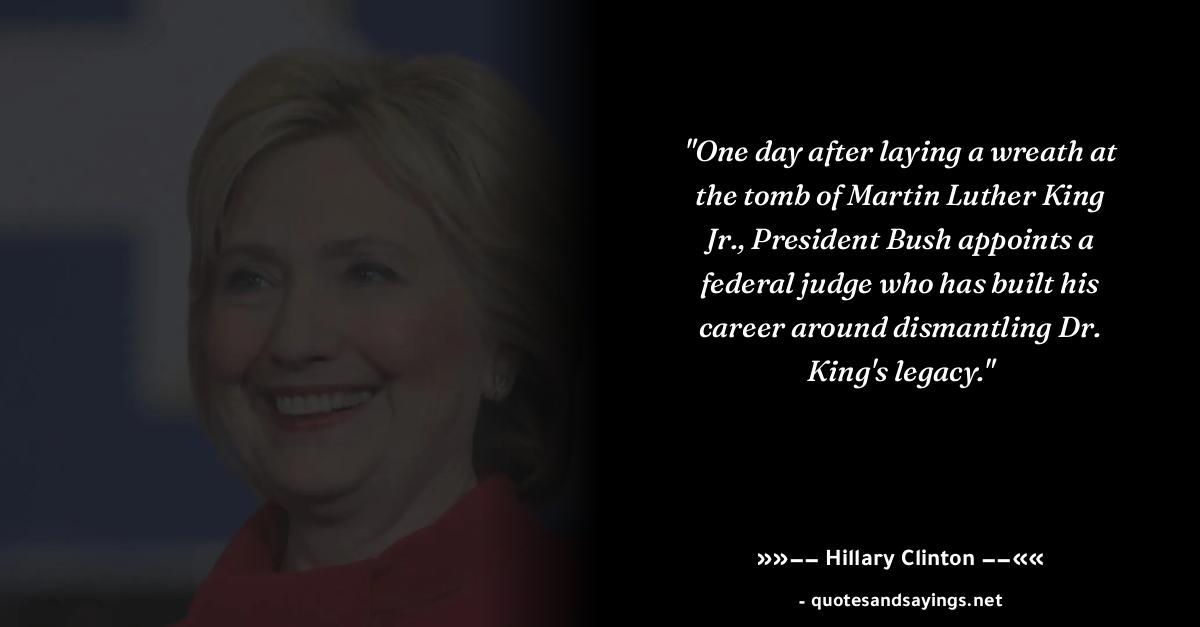 "One day after laying a wreath at
the tomb of Martin Luther King
Jr., President Bush appoints a
federal judge who has built his
career around dismantling Dr.
King's legacy."
»»–– Hillary Clinton ––««
- quotesandsayings.net